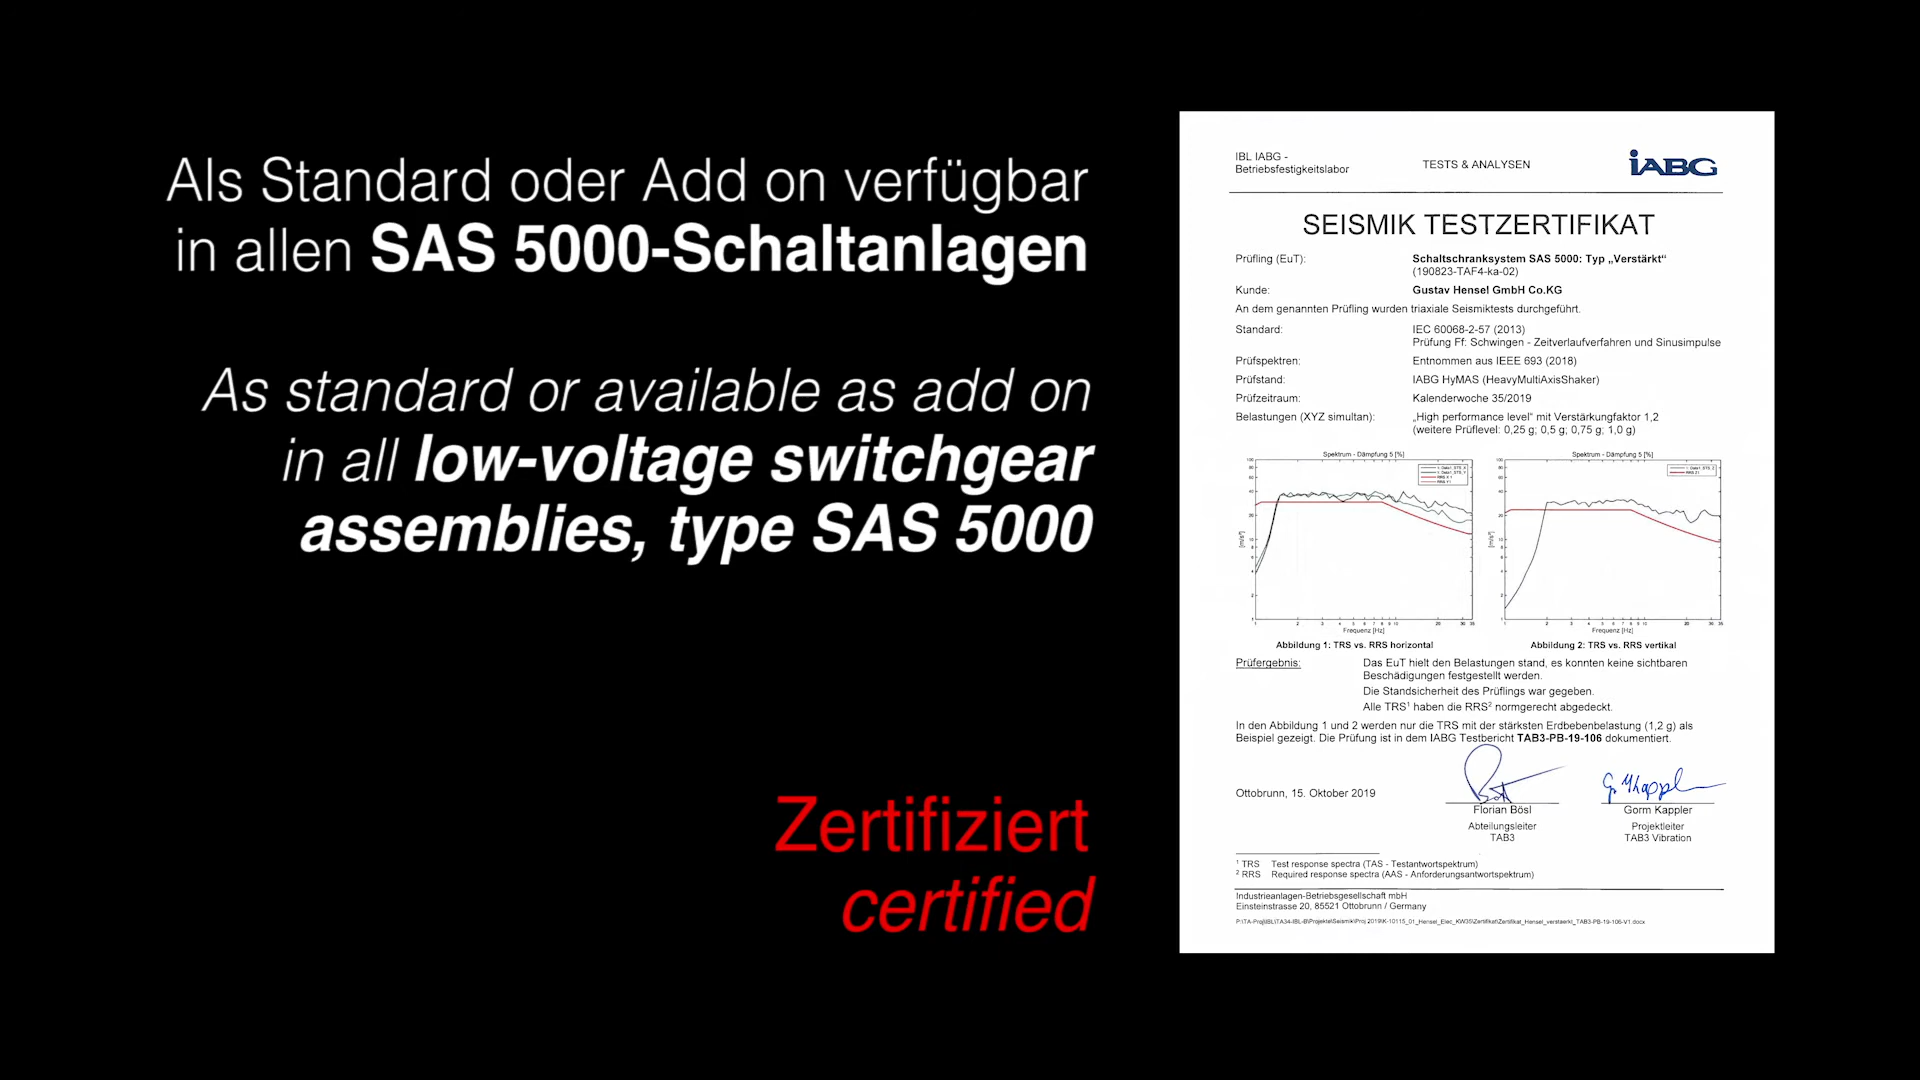 Als Standard oder Add on verfügbar
in allen SAS 5000-Schaltanlagen
As standard or available as add on
in all low-voltage switchgear
assemblies, type SAS 5000
Zertifiziert
certified
IBL IABG -
Betriebsfestigkeitslabor
TESTS & ANALYSEN
iABG
SEISMIK TESTZERTIFIKAT
Prüfling (EuT): Schaltschranksystem SAS 5000: Typ „Verstärkt“
(190823-TAF4-ka-02)
Kunde: Gustav Hensel GmbH Co.KG
An dem genannten Prüfling wurden triaxiale Seismiktests durchgeführt.
Standard: IEC 60068-2-57 (2013)
Prüfung Ff: Schwingen - Zeitverlaufverfahren und Sinusimpulse
Prüfspektren: Entnommen aus IEEE 693 (2018)
Prüfstand: IABG HyMAS (HeavyMultiAxisShaker)
Prüfzeitraum: Kalenderwoche 35/2019
Belastungen (XYZ simultan): „High performance level“ mit Verstärkungfaktor 1,2
(weitere Prüflevel: 0,25 g; 0,5 g; 0,75 g; 1,0 g)
Spektrum - Dämpfung 5 [%]
Frequenz [Hz]
Abbildung 1: TRS vs. RRS horizontal
Spektrum - Dämpfung 5 [%]
Frequenz [Hz]
Abbildung 2: TRS vs. RRS vertikal
Prüfergebnis: Das EuT hielt den Belastungen stand, es konnten keine sichtbaren
Beschädigungen festgestellt werden.
Die Standsicherheit des Prüflings war gegeben.
Alle TRS¹ haben die RRS² normgerecht abgedeckt.
In den Abbildung 1 und 2 werden nur die TRS mit der stärksten Erdbebenbelastung (1,2 g) als
Beispiel gezeigt. Die Prüfung ist in dem IABG Testbericht TAB3-PB-19-106 dokumentiert.
Ottobrunn, 15. Oktober 2019
Florian Bösl
Abteilungsleiter
TAB3
Gorm Kappler
Projektleiter
TAB3 Vibration
¹ TRS Test response spectra (TAS - Testantwortspektrum)
² RRS Required response spectra (AAS - Anforderungsantwortspektrum)
Industrieanlagen-Betriebsgesellschaft mbH
Einsteinstrasse 20, 85521 Ottobrunn / Germany